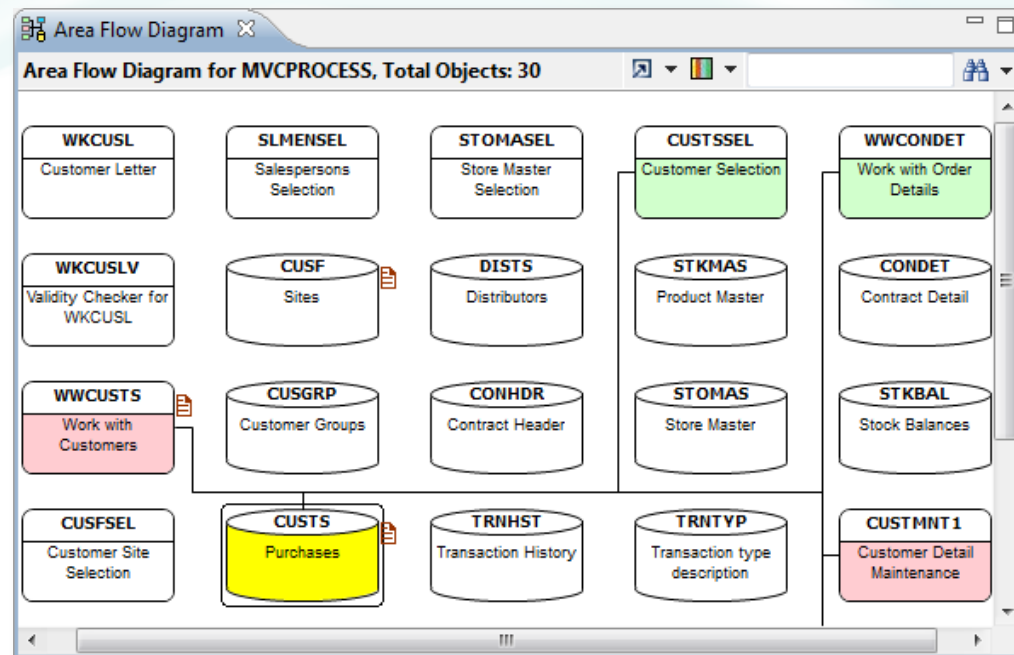 Area Flow Diagram
Area Flow Diagram for MVCPROCESS, Total Objects: 30
WKCUSL
Customer Letter
SLMENSEL
Salespersons
Selection
STOMASEL
Store Master
Selection
CUSTSSEL
Customer Selection
WWCONDET
Work with Order
Details
WKCUSLV
Validity Checker for
WKCUSL
CUSF
Sites
DISTS
Distributors
STKMAS
Product Master
CONDET
Contract Detail
WWCUSTS
Work with
Customers
CUSGRP
Customer Groups
CONHDR
Contract Header
STOMAS
Store Master
STKBAL
Stock Balances
CUSFSEL
Customer Site
Selection
CUSTS
Purchases
TRNHST
Transaction History
TRNTYP
Transaction type
description
CUSTMNT1
Customer Detail
Maintenance